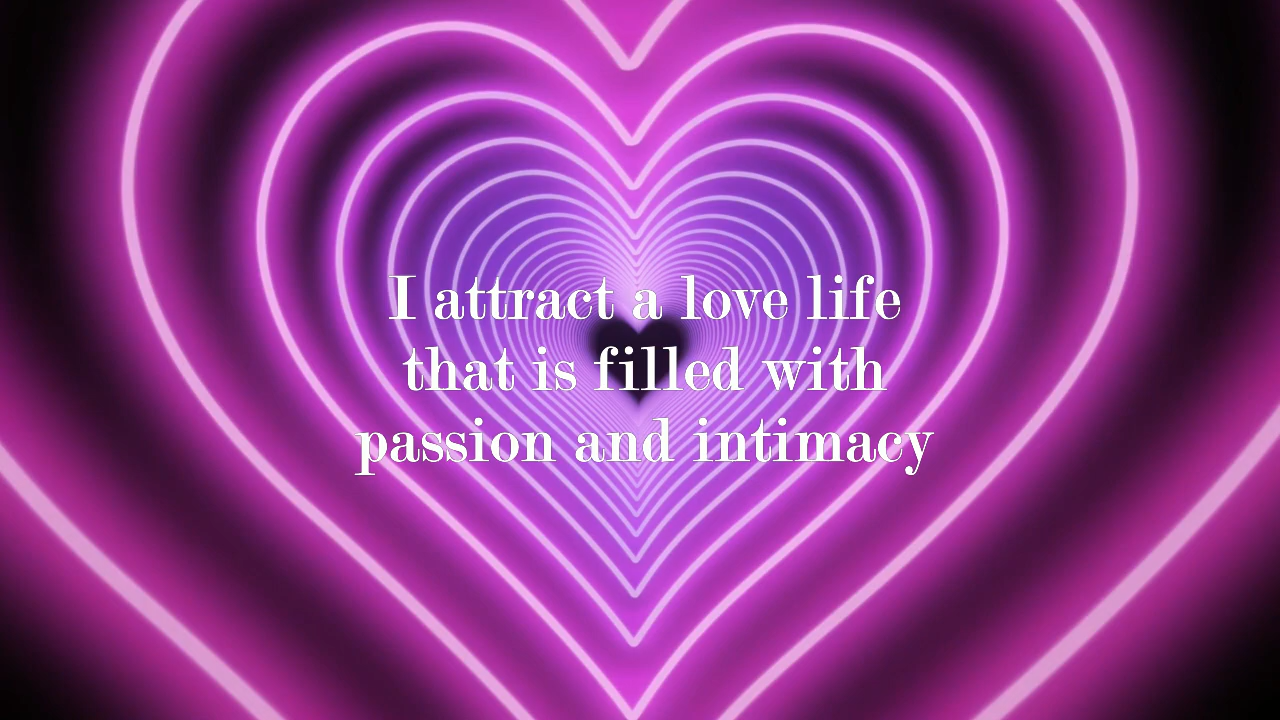 I attract a love life
that is filled with
passion and intimacy